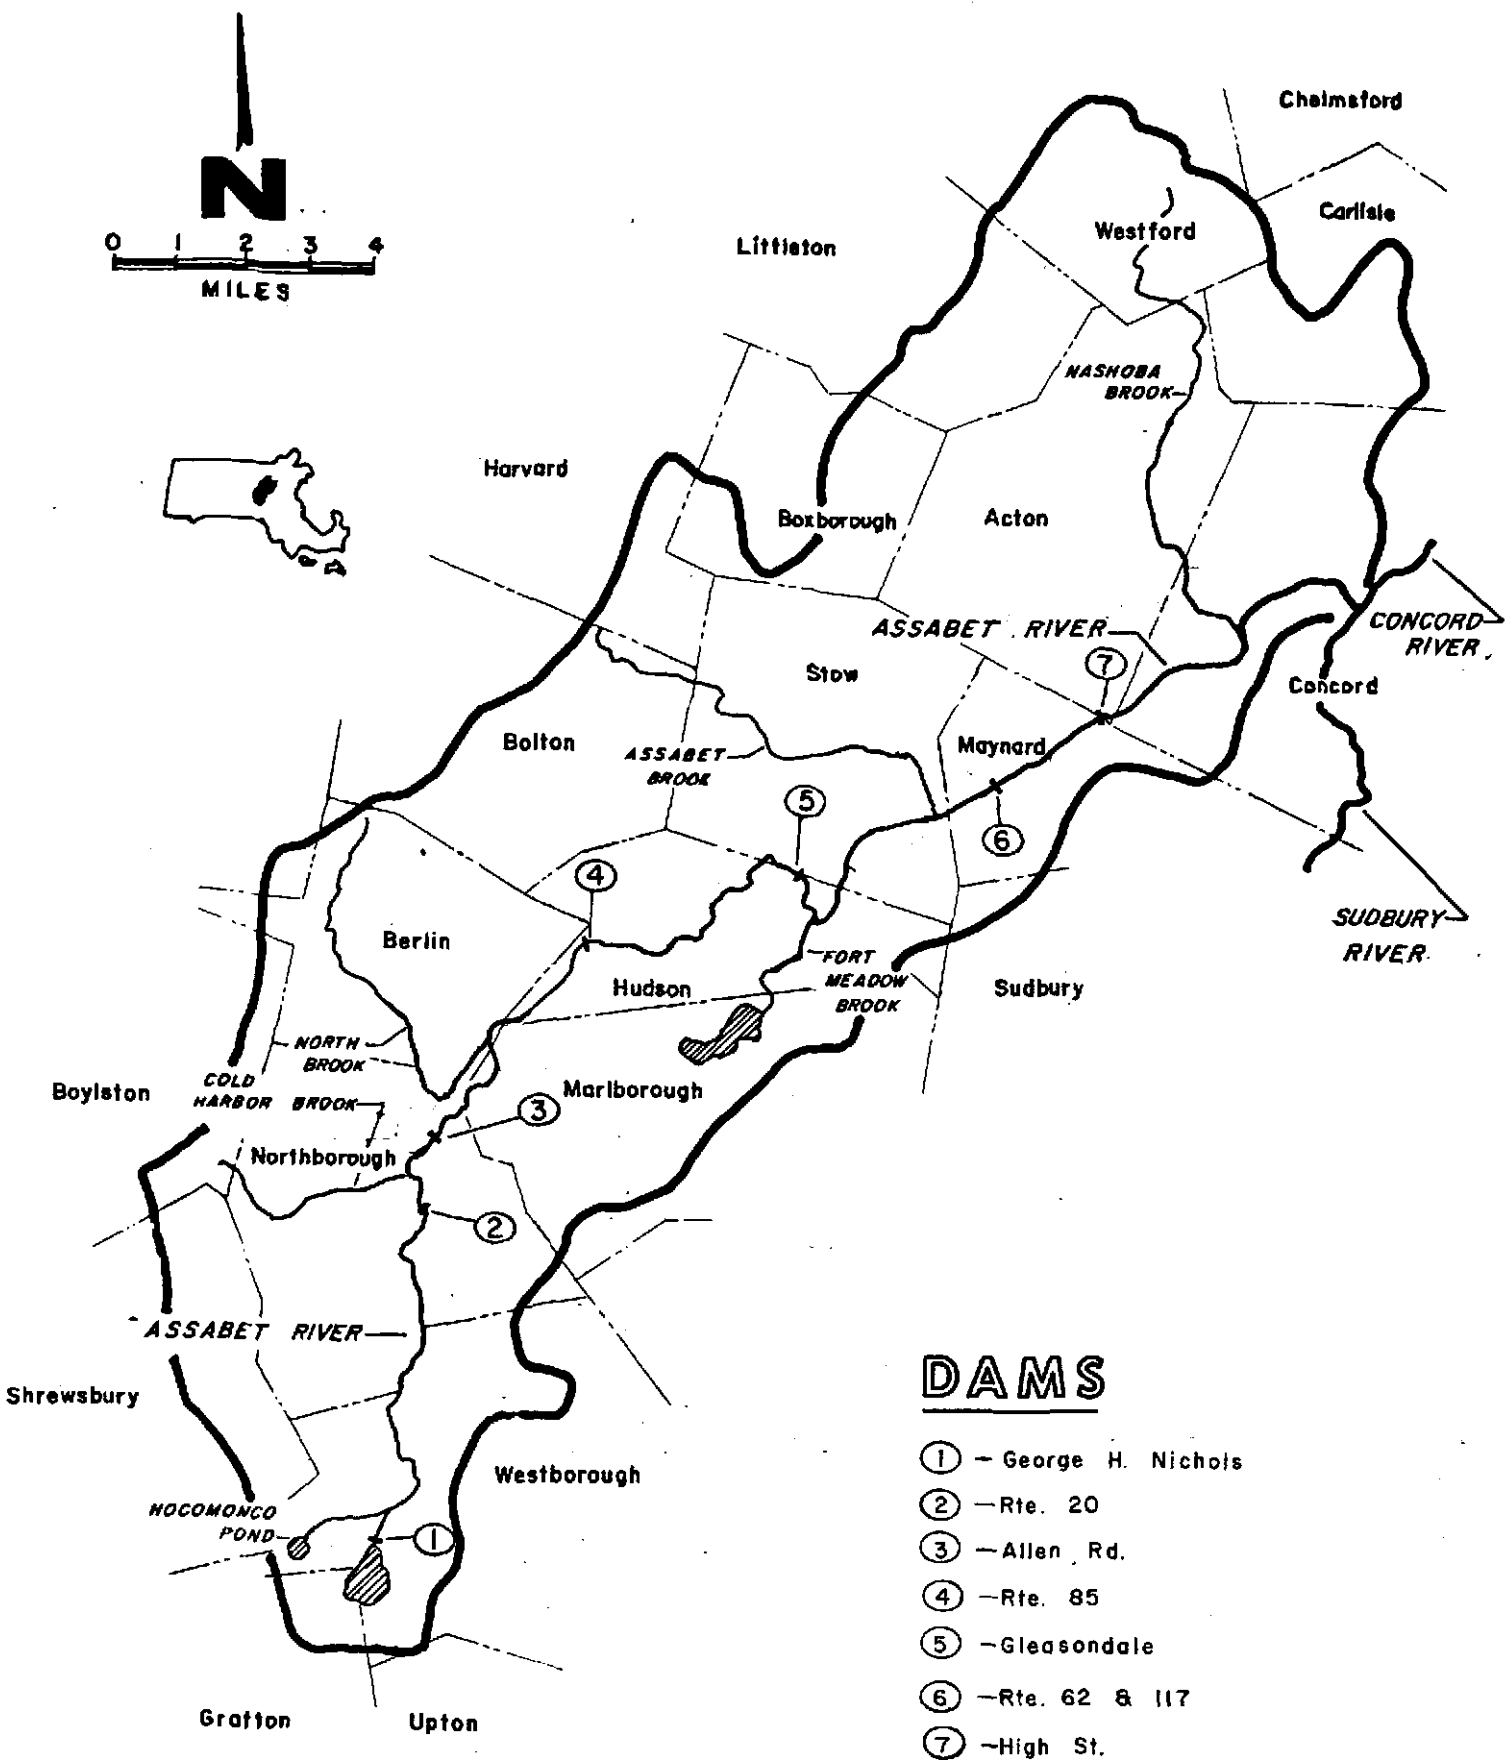 Chelmsford
N
Carlisle
Westford
Littleton
0 1 2 3 4
MILES
NASHOBA
BROOK
Harvard
Boxborough
Acton
ASSABET RIVER
CONCORD
RIVER
7
Stow
Concord
Bolton
Maynard
ASSABET
BROOK
5
6
4
SUDBURY
RIVER
Berlin
FORT
MEADOW
BROOK
Hudson
Sudbury
NORTH
BROOK
COLD
HARBOR BROOK
Boylston
Marlborough
3
Northborough
2
ASSABET RIVER
Shrewsbury
Westborough
HOCOMONCO
POND
1
Grafton
Upton
DAMS
1 - George H. Nichols
2 - Rte. 20
3 - Allen Rd.
4 - Rte. 85
5 - Gleasondale
6 - Rte. 62 & 117
7 - High St.